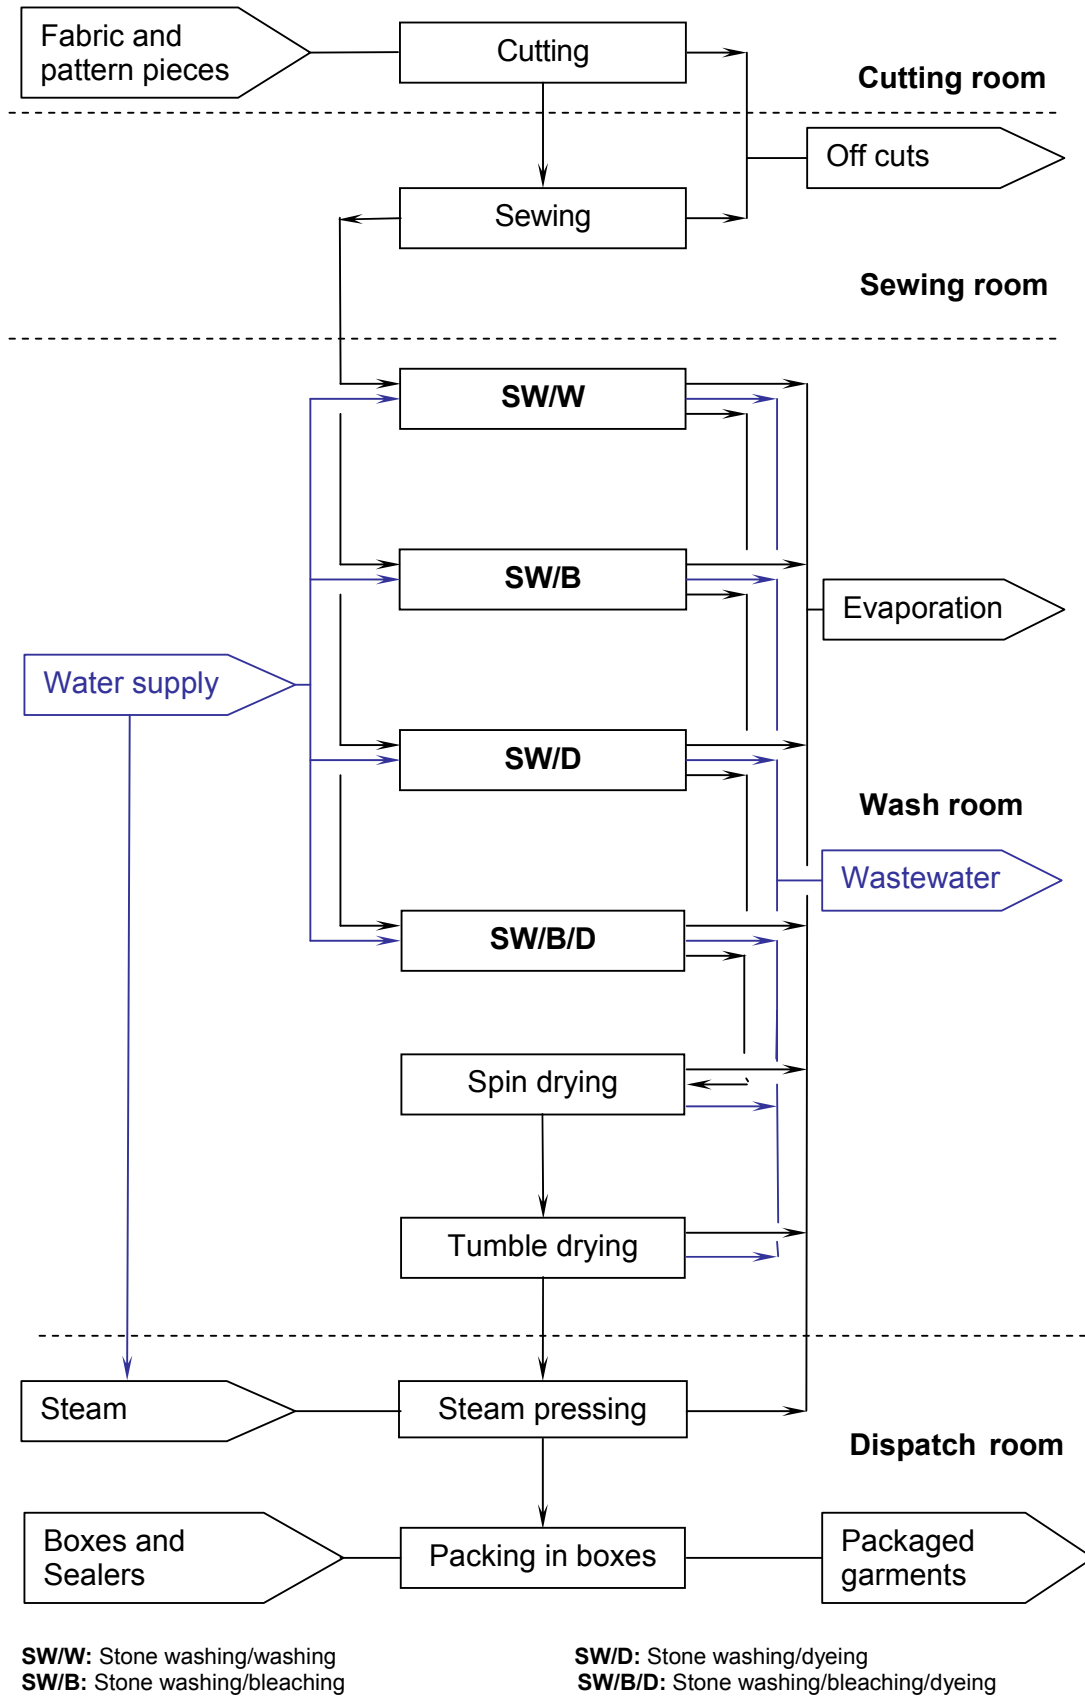 Fabric and
pattern pieces
Cutting
Cutting room
Off cuts
Sewing
Sewing room
SW/W
SW/B
Evaporation
Water supply
SW/D
Wash room
Wastewater
SW/B/D
Spin drying
Tumble drying
Steam
Steam pressing
Dispatch room
Boxes and
Sealers
Packing in boxes
Packaged
garments
SW/W: Stone washing/washing
SW/D: Stone washing/dyeing
SW/B: Stone washing/bleaching
SW/B/D: Stone washing/bleaching/dyeing